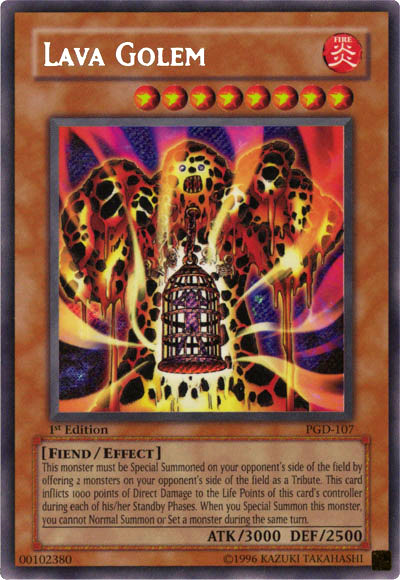 LAVA GOLEM
FIRE
炎
1st Edition
PGD-107
[FIEND/EFFECT]
This monster must be Special Summoned on your opponent's side of the field by
offering 2 monsters on your opponent's side of the field as a Tribute. This card
inflicts 1000 points of Direct Damage to the Life Points of this card's controller
during each of his/her Standby Phases. When you Special Summon this monster,
you cannot Normal Summon or Set a monster during the same turn.
ATK/3000 DEF/2500
00102380
©1996 KAZUKI TAKAHASHI